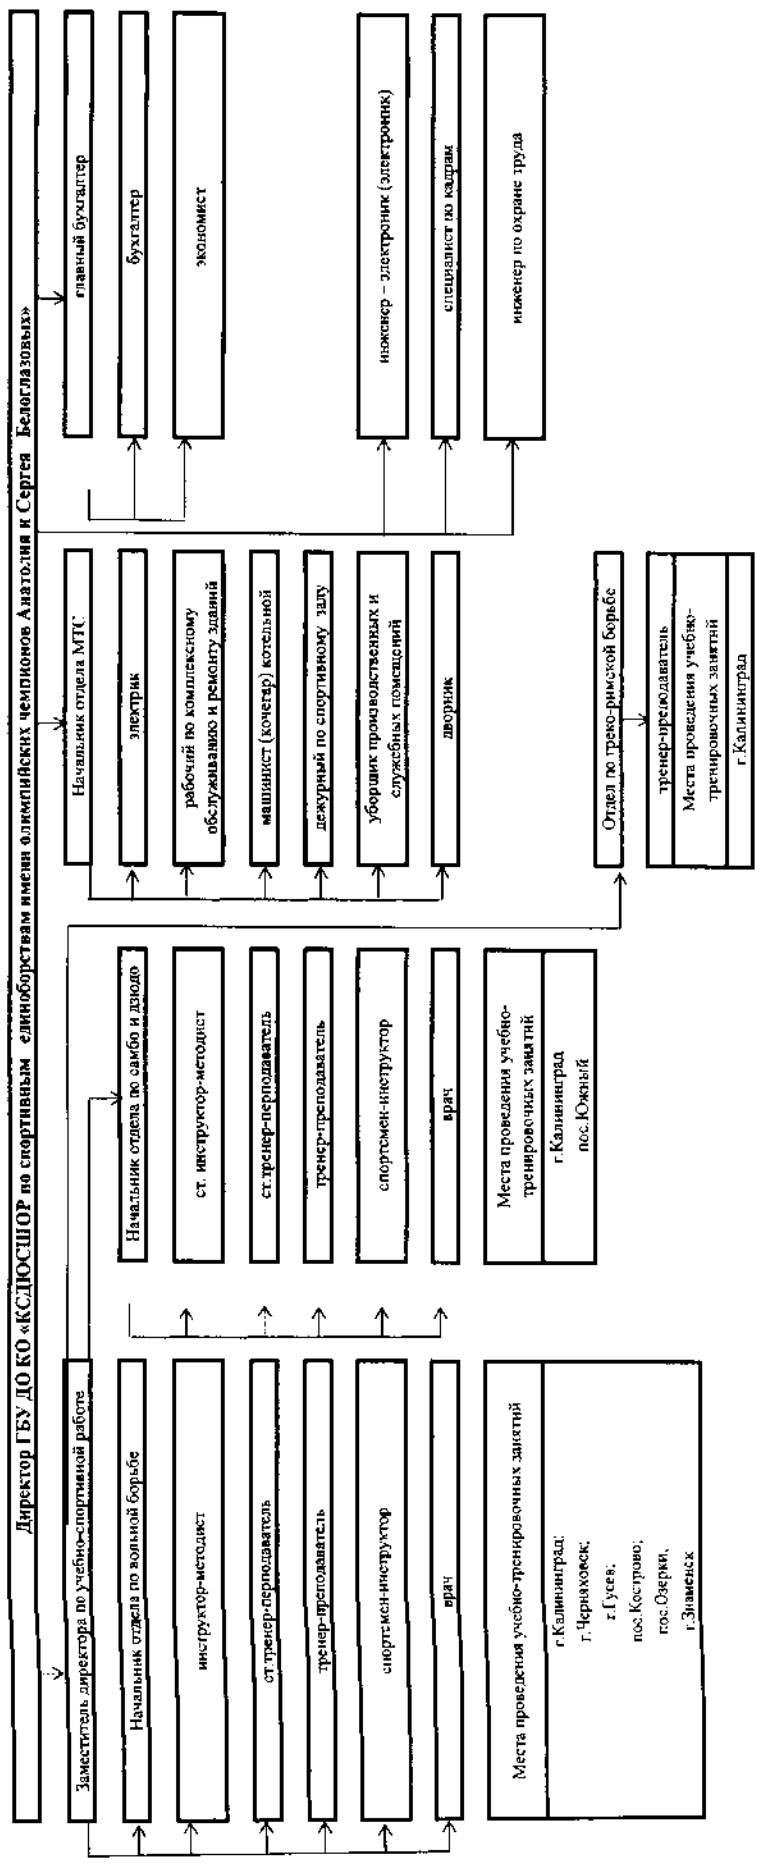 Директор ГБУ ДО КО «КСДЮСШОР по спортивным единоборствам имени олимпийских чемпионов Анатолия и Сергея Белоглазовых»
Заместитель директора по учебно-спортивной работе
Начальник отдела по вольной борьбе
инструктор-методист
ст.тренер-перподаватель
тренер-преподаватель
спортсмен-инструктор
врач
Места проведения учебно-тренировочных занятий
г.Калининград;
г.Черняховск;
г.Гусев;
пос.Кострово;
пос.Озерки,
г.Знаменск
Начальник отдела по самбо и дзюдо
ст. инструктор-методист
ст.тренер-перподаватель
тренер-преподаватель
спортсмен-инструктор
врач
Места проведения учебно-
тренировочных занятий
г.Калининград
пос.Южный
Начальник отдела МТС
электрик
рабочий по комплексному
обслуживанию и ремонту зданий
машинист (кочегар) котельной
дежурный по спортивному залу
уборщик производственных и
служебных помещений
дворник
Отдел по греко-римской борьбе
тренер-преподаватель
Места проведения учебно-
тренировочных занятий
г.Калининград
главный бухгалтер
бухгалтер
экономист
инженер – электроник (электроник)
специалист по кадрам
инженер по охране труда